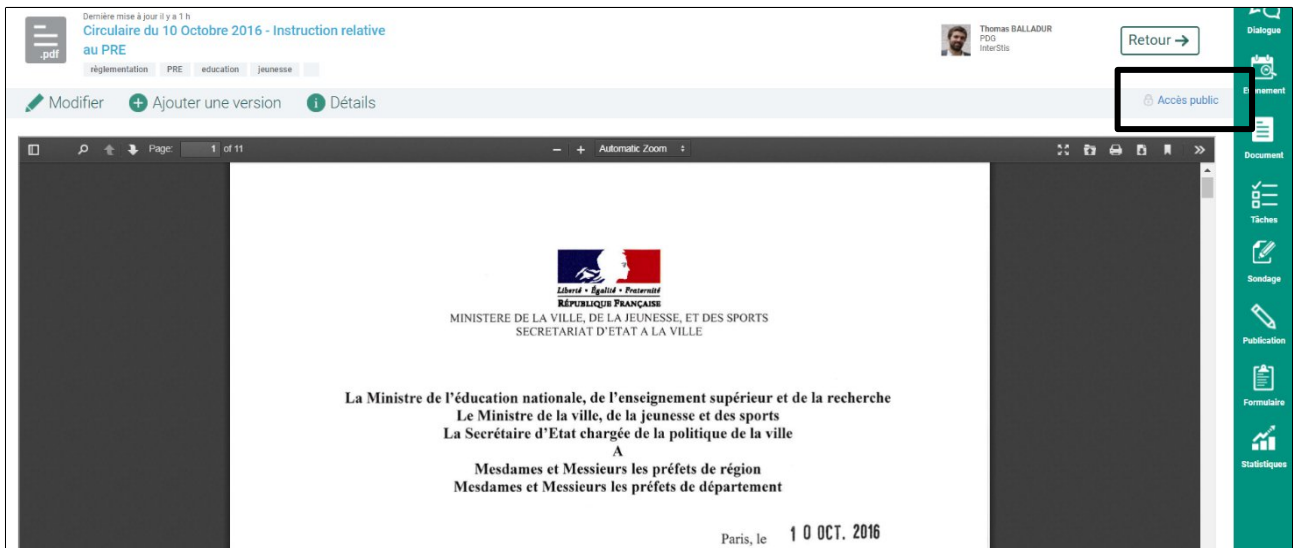 Dernière mise à jour il y a 1 h
Circulaire du 10 Octobre 2016 - Instruction relative
au PRE
.pdf
règlementation PRE education jeunesse
Thomas BALLADUR
PDG
InterStis
Retour
Modifier Ajouter une version Détails
Accès public
Page: 1 of 11
Automatic Zoom
Liberté • Égalité • Fraternité
RÉPUBLIQUE FRANÇAISE
MINISTERE DE LA VILLE, DE LA JEUNESSE, ET DES SPORTS
SECRETARIAT D'ETAT A LA VILLE
La Ministre de l'éducation nationale, de l'enseignement supérieur et de la recherche
Le Ministre de la ville, de la jeunesse et des sports
La Secrétaire d'Etat chargée de la politique de la ville
A
Mesdames et Messieurs les préfets de région
Mesdames et Messieurs les préfets de département
Paris, le 10 OCT. 2016
Dialogue
Document
Tâches
Sondage
Publication
Formulaire
Statistiques